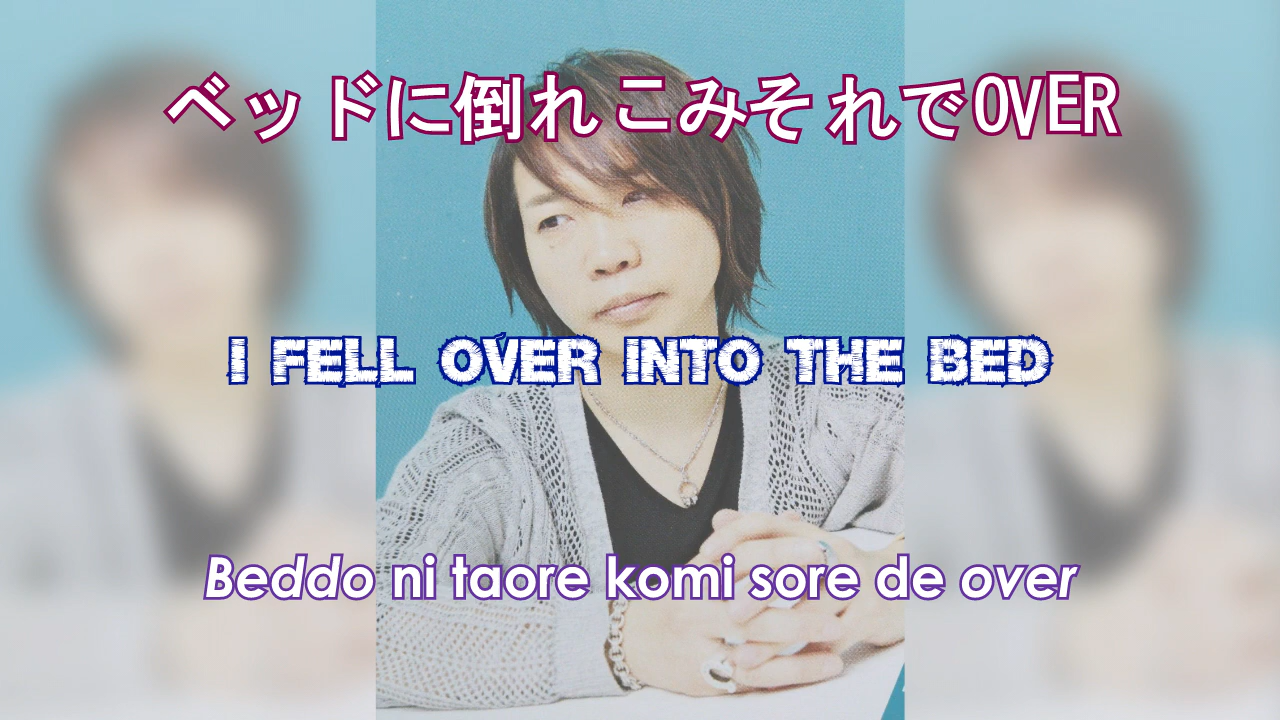 ベッドに倒れこみそれでOVER
I FELL OVER INTO THE BED
Beddo ni taore komi sore de over